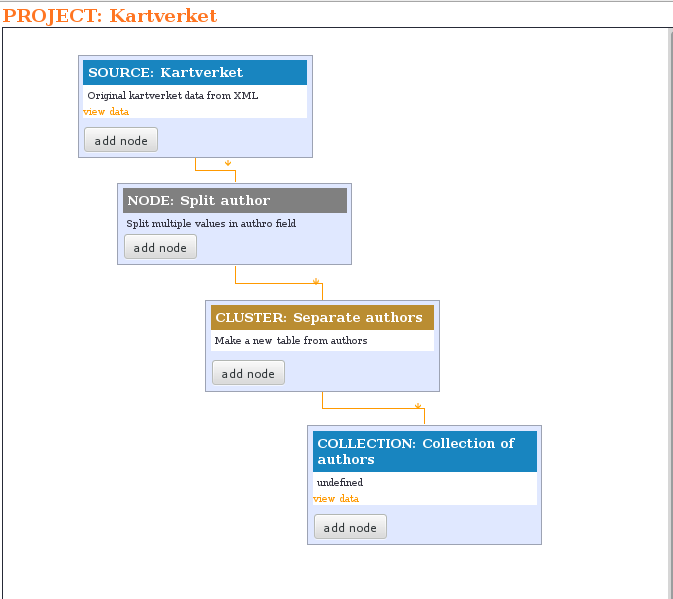 PROJECT: Kartverket
SOURCE: Kartverket
Original kartverket data from XML
view data
add node
NODE: Split author
Split multiple values in authro field
add node
CLUSTER: Separate authors
Make a new table from authors
add node
COLLECTION: Collection of
authors
undefined
view data
add node